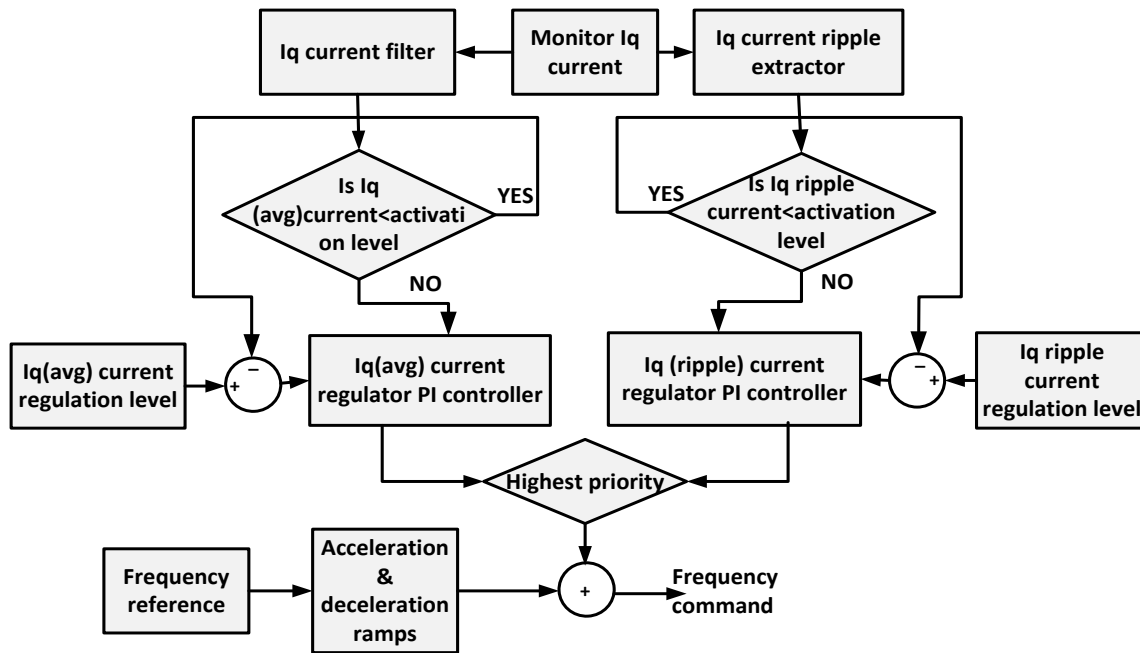 Iq current filter
Monitor Iq
current
Iq current ripple
extractor
Is Iq
(avg)current<activati
on level
YES
NO
YES
Is Iq ripple
current<activation
level
NO
Iq(avg) current
regulation level
+
−
Iq(avg) current
regulator PI controller
Iq (ripple) current
regulator PI controller
−
+
Iq ripple
current
regulation level
Highest priority
Frequency
reference
Acceleration
&
deceleration
ramps
+
Frequency
command